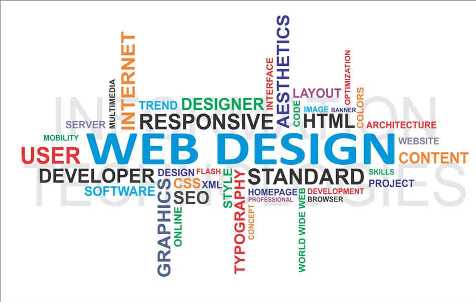 INTERNET
MULTIMEDIA
AESTHETICS
INTERFACE
OPTIMIZATION
LAYOUT
CODE
COLORS
TREND DESIGNER
IMAGE BANNER
SERVER
RESPONSIVE
HTML
ARCHITECTURE
MOBILITY
WEBSITE
USER
WEB DESIGN
CONTENT
DEVELOPER
DESIGN FLASH
STANDARD
SKILLS
SOFTWARE
CSS XML
STYLE
HOMEPAGE DEVELOPMENT
PROJECT
SEO
PROFESSIONAL BROWSER
GRAPHICS
ONLINE
TYPOGRAPHY
CONCEPT
WORLD WIDE WEB